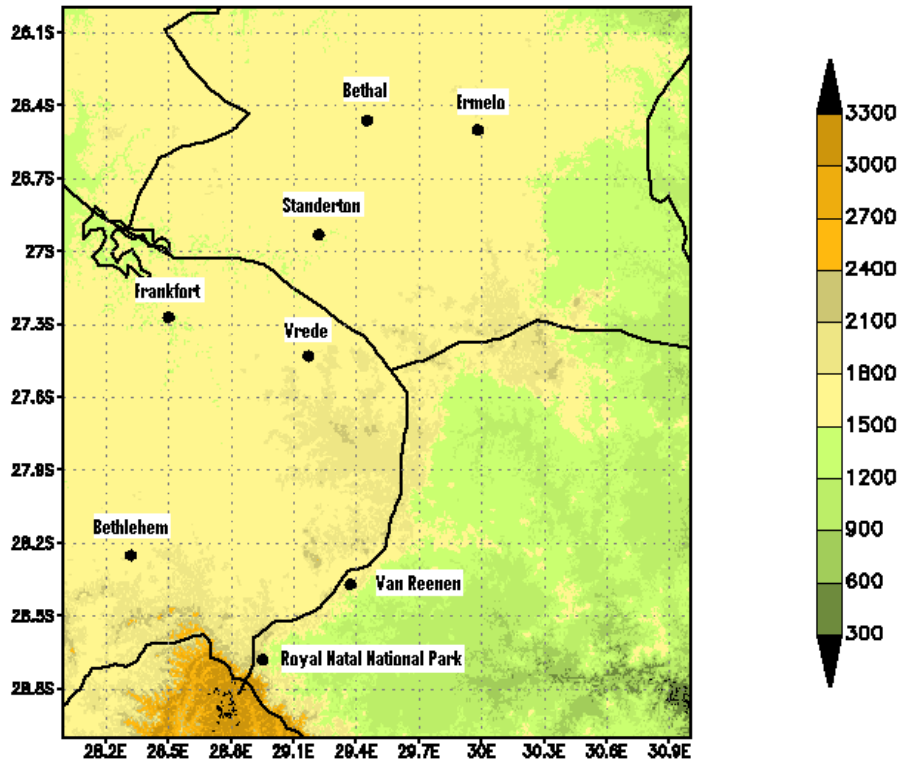 26.1S
26.4S
26.7S
27S
27.3S
27.6S
27.9S
28.2S
28.5S
28.8S
28.2E
28.5E
28.8E
29.1E
29.4E
29.7E
30E
30.3E
30.6E
30.9E
Bethal
Ermelo
Standerton
Frankfort
Vrede
Bethlehem
Van Reenen
Royal Natal National Park
3300
3000
2700
2400
2100
1800
1500
1200
900
600
300